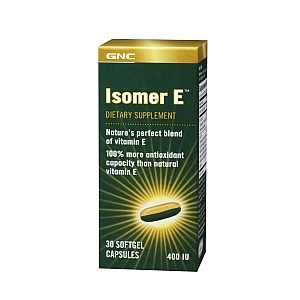 GNC
Isomer E™
DIETARY SUPPLEMENT
Nature's perfect blend
of vitamin E
100% more antioxidant
capacity than natural
vitamin E
30 SOFTGEL
CAPSULES
400 IU